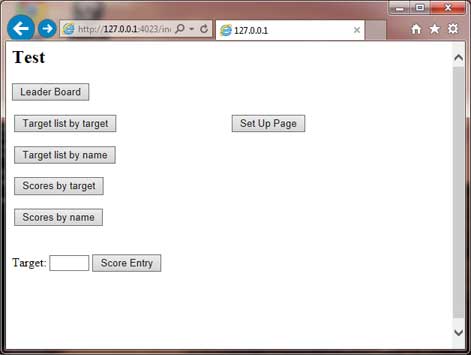 http://127.0.0.1:4023/in
127.0.0.1
Test
Leader Board
Target list by target
Set Up Page
Target list by name
Scores by target
Scores by name
Target:
Score Entry